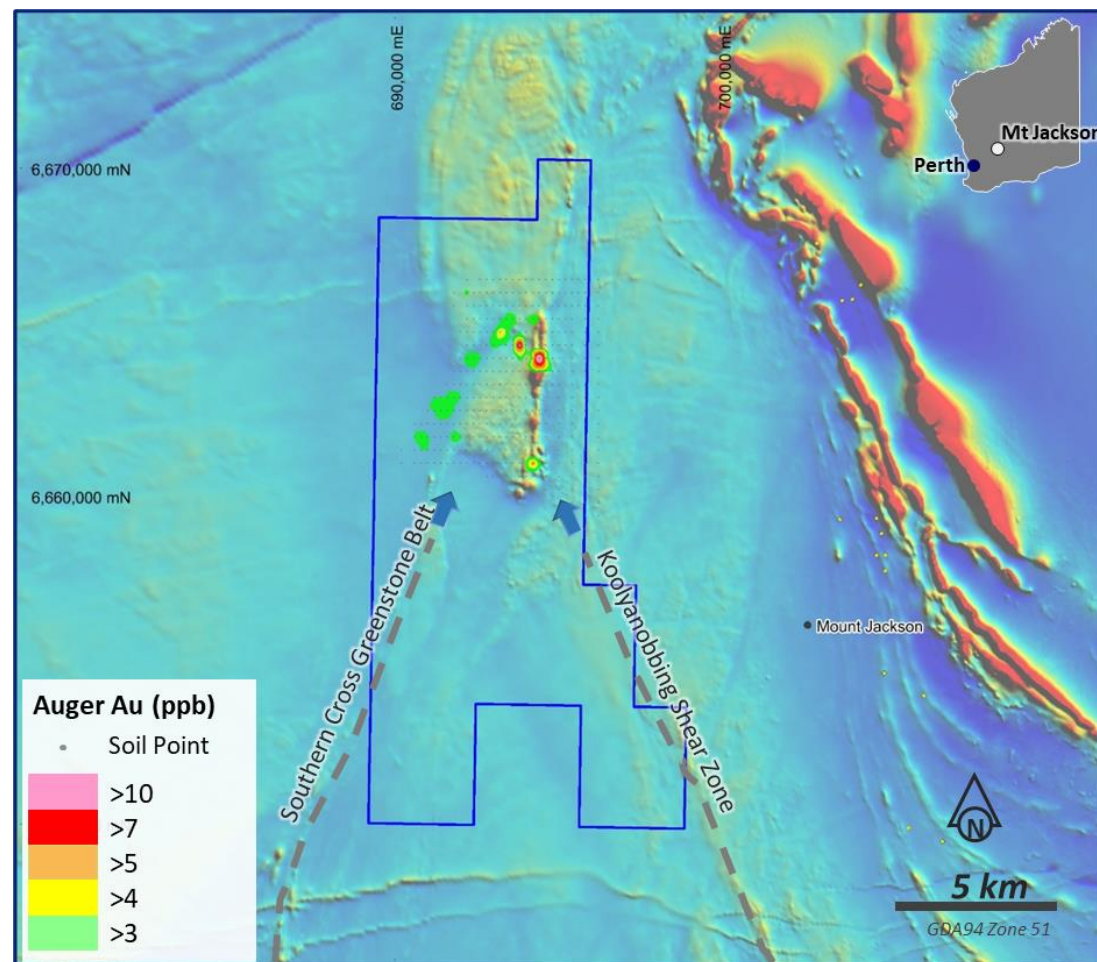 690,000 mE
700,000 mE
6,670,000 mN
6,660,000 mN
Mt Jackson
Perth
Southern Cross Greenstone Belt
Koolyanobbing Shear Zone
Mount Jackson
Auger Au (ppb)
Soil Point
>10
>7
>5
>4
>3
N
5 km
GDA94 Zone 51